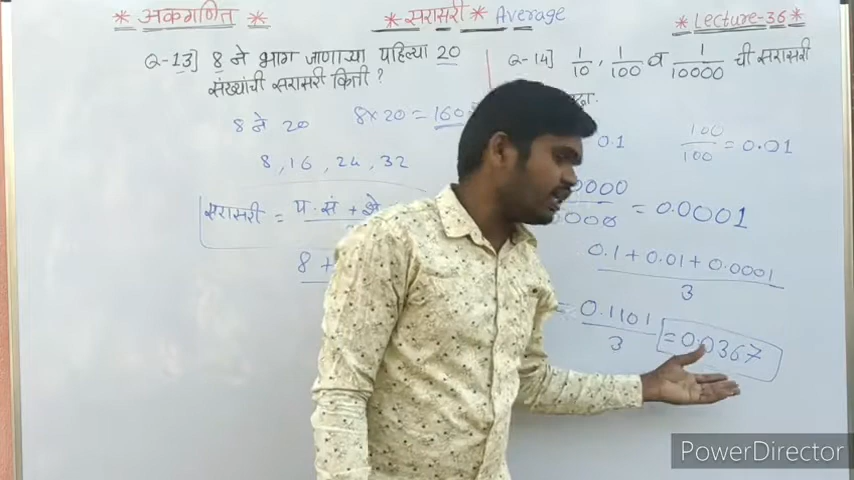 * अंकगणित *
* सरासरी * Average
* Lecture-36 *
Q-13] 8 ने भाग जाणाऱ्या पहिल्या 20
संख्यांची सरासरी किती ?
8 ने 20 8×20 = 160
8, 16, 24, 32
सरासरी = प.सं +
8 +
Q-14] 1/10 , 1/100 व 1/10000 ची सरासरी
0.1
100/100 = 0.01
= 0.0001
0.1 + 0.01 + 0.0001
3
= 0.1101/3 = 0.0367
PowerDirector